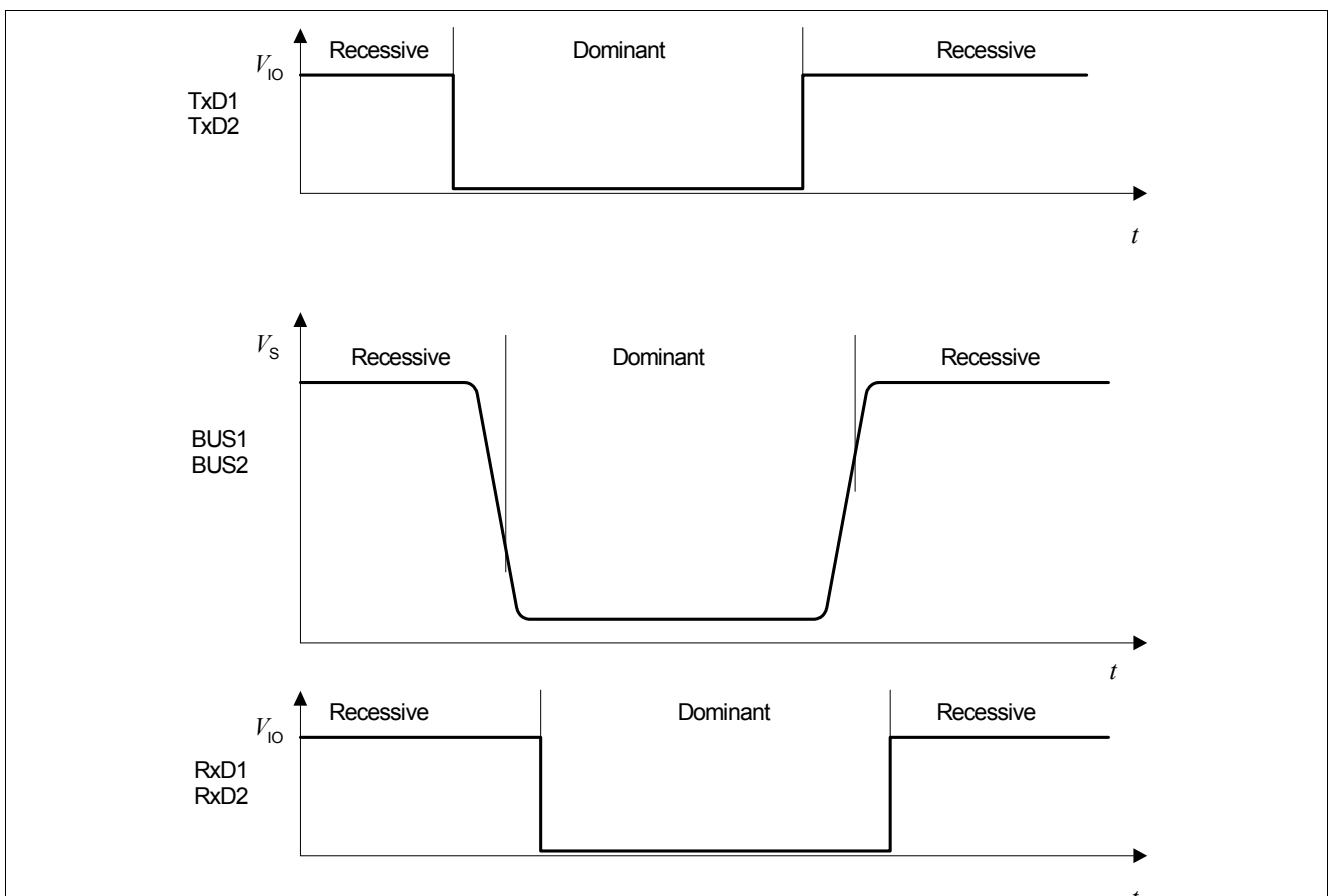 Recessive Dominant Recessive
VIO
TxD1
TxD2
t
VS
Recessive Dominant Recessive
BUS1
BUS2
t
Recessive Dominant Recessive
VIO
RxD1
RxD2
t